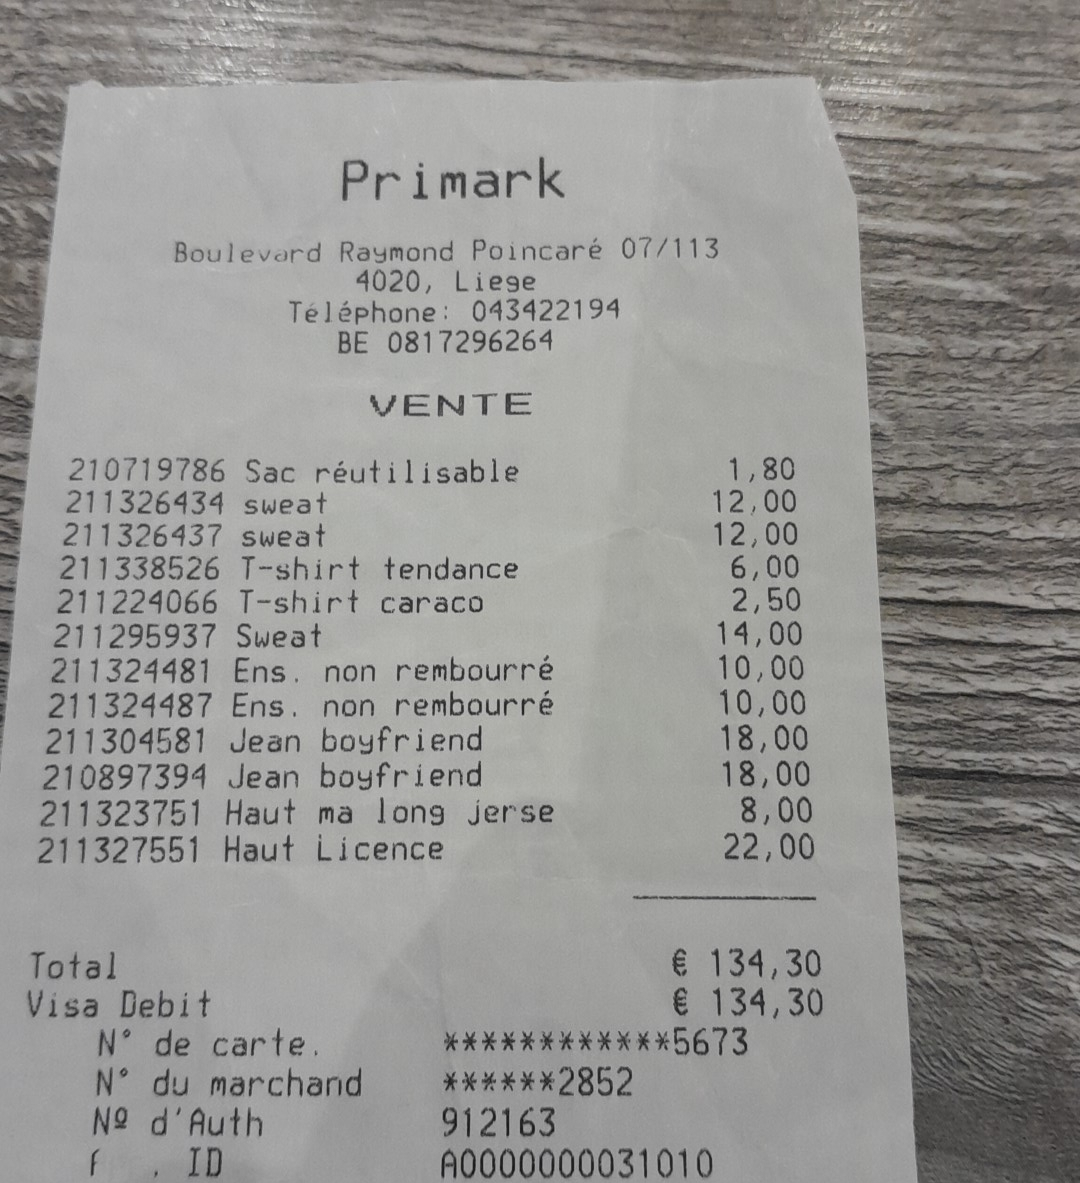 Primark
Boulevard Raymond Poincaré 07/113
4020, Liege
Téléphone: 043422194
BE 0817296264
VENTE
210719786 Sac réutilisable 1,80
211326434 sweat 12,00
211326437 sweat 12,00
211338526 T-shirt tendance 6,00
211224066 T-shirt caraco 2,50
211295937 Sweat 14,00
211324481 Ens. non rembourré 10,00
211324487 Ens. non rembourré 10,00
211304581 Jean boyfriend 18,00
210897394 Jean boyfriend 18,00
211323751 Haut ma long jerse 8,00
211327551 Haut Licence 22,00
Total € 134,30
Visa Debit € 134,30
N° de carte. ************5673
N° du marchand ******2852
Nº d'Auth 912163
ID A0000000031010